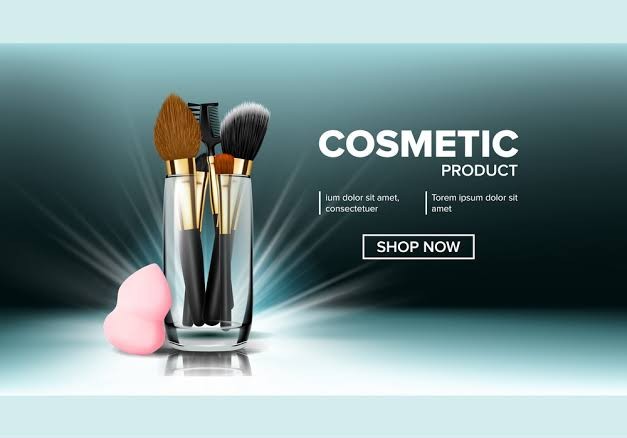 COSMETIC
PRODUCT
ium dolor sit amet,
consectetuer
Torem ipsum dolor sit
amet
SHOP NOW